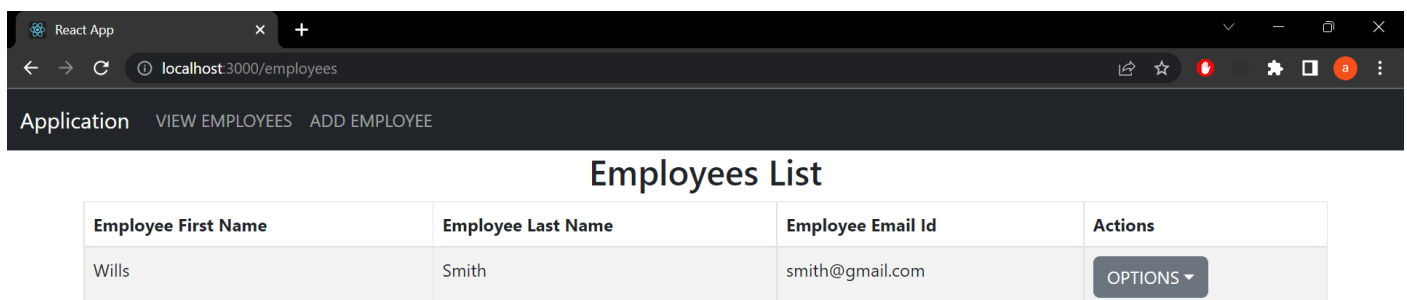 React App
localhost:3000/employees
a
Application VIEW EMPLOYEES ADD EMPLOYEE
Employees List
Employee First Name Employee Last Name Employee Email Id Actions
Wills Smith smith@gmail.com OPTIONS